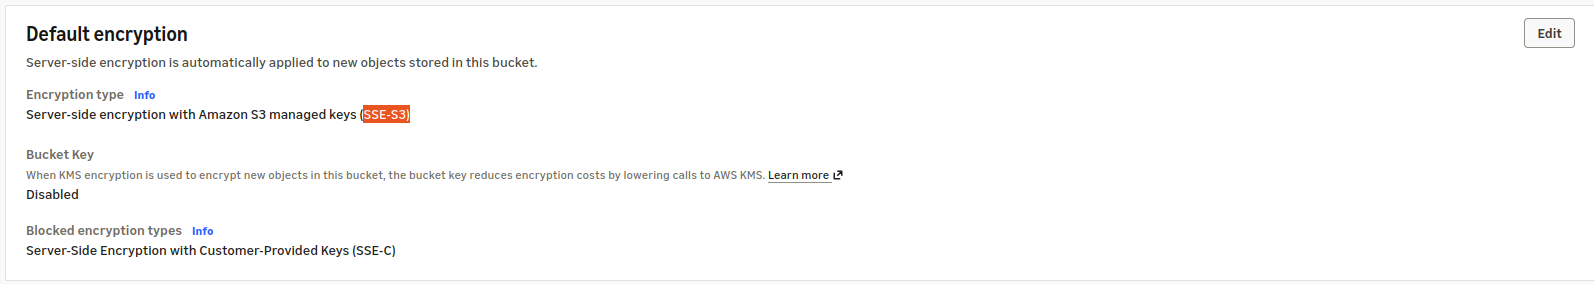 Default encryption
Edit
Server-side encryption is automatically applied to new objects stored in this bucket.
Encryption type Info
Server-side encryption with Amazon S3 managed keys (SSE-S3)
Bucket Key
When KMS encryption is used to encrypt new objects in this bucket, the bucket key reduces encryption costs by lowering calls to AWS KMS. Learn more
Disabled
Blocked encryption types Info
Server-Side Encryption with Customer-Provided Keys (SSE-C)